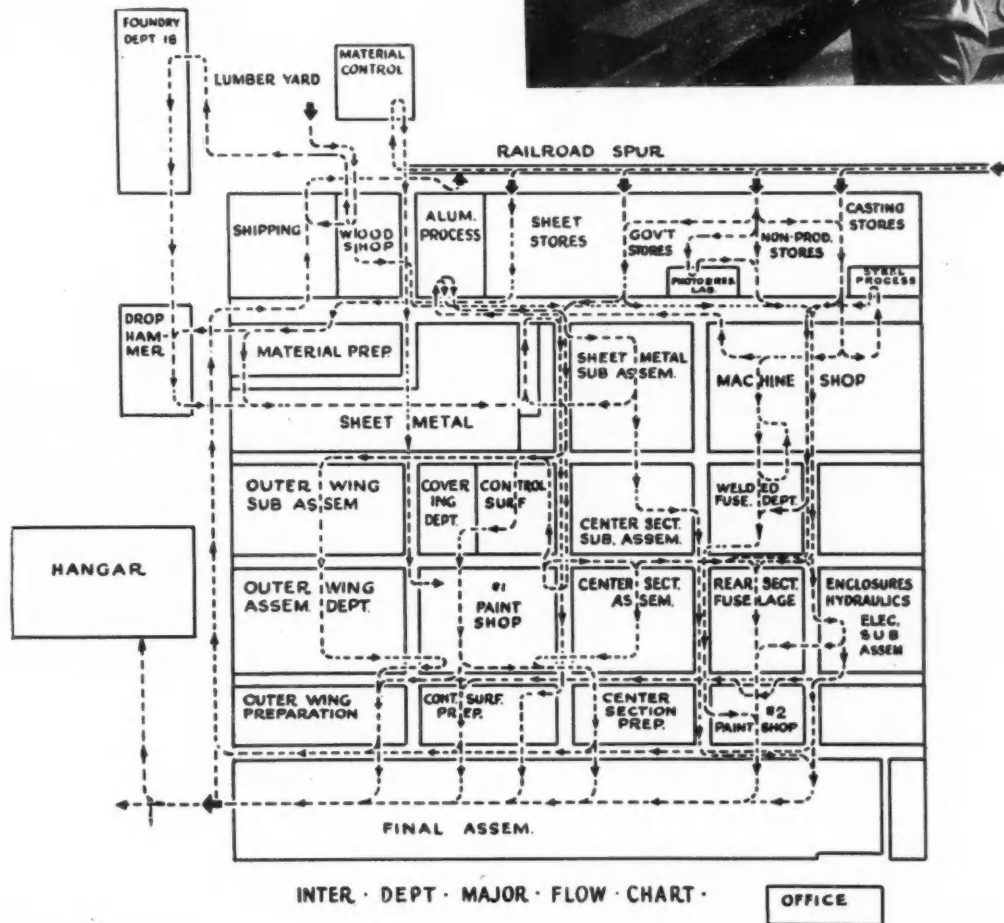 FOUNDRY
DEPT 16
LUMBER YARD
MATERIAL
CONTROL
RAILROAD SPUR
SHIPPING
WOOD
SHOP
ALUM.
PROCESS
SHEET
STORES
GOV'T
STORES
NON-PROD.
STORES
CASTING
STORES
PHOTO BRES.
LAB.
STEEL
PROCESS
DROP
HAM-
MER
MATERIAL PREP.
SHEET METAL
SHEET METAL
SUB ASSEM.
MACHINE SHOP
OUTER WING
SUB ASSEM
COVER
ING
DEPT.
CONTROL
SURF
CENTER SECT.
SUB. ASSEM.
WELDED
FUSE. DEPT.
HANGAR
OUTER WING
ASSEM. DEPT.
#1
PAINT
SHOP
CENTER SECT.
ASSEM.
REAR SECT.
FUSELAGE
ENCLOSURES
HYDRAULICS
ELEC.
SUB
ASSEM
OUTER WING
PREPARATION
CONT. SURF.
PREP.
CENTER
SECTION
PREP.
#2
PAINT SHOP
FINAL ASSEM.
INTER · DEPT · MAJOR · FLOW · CHART ·
OFFICE